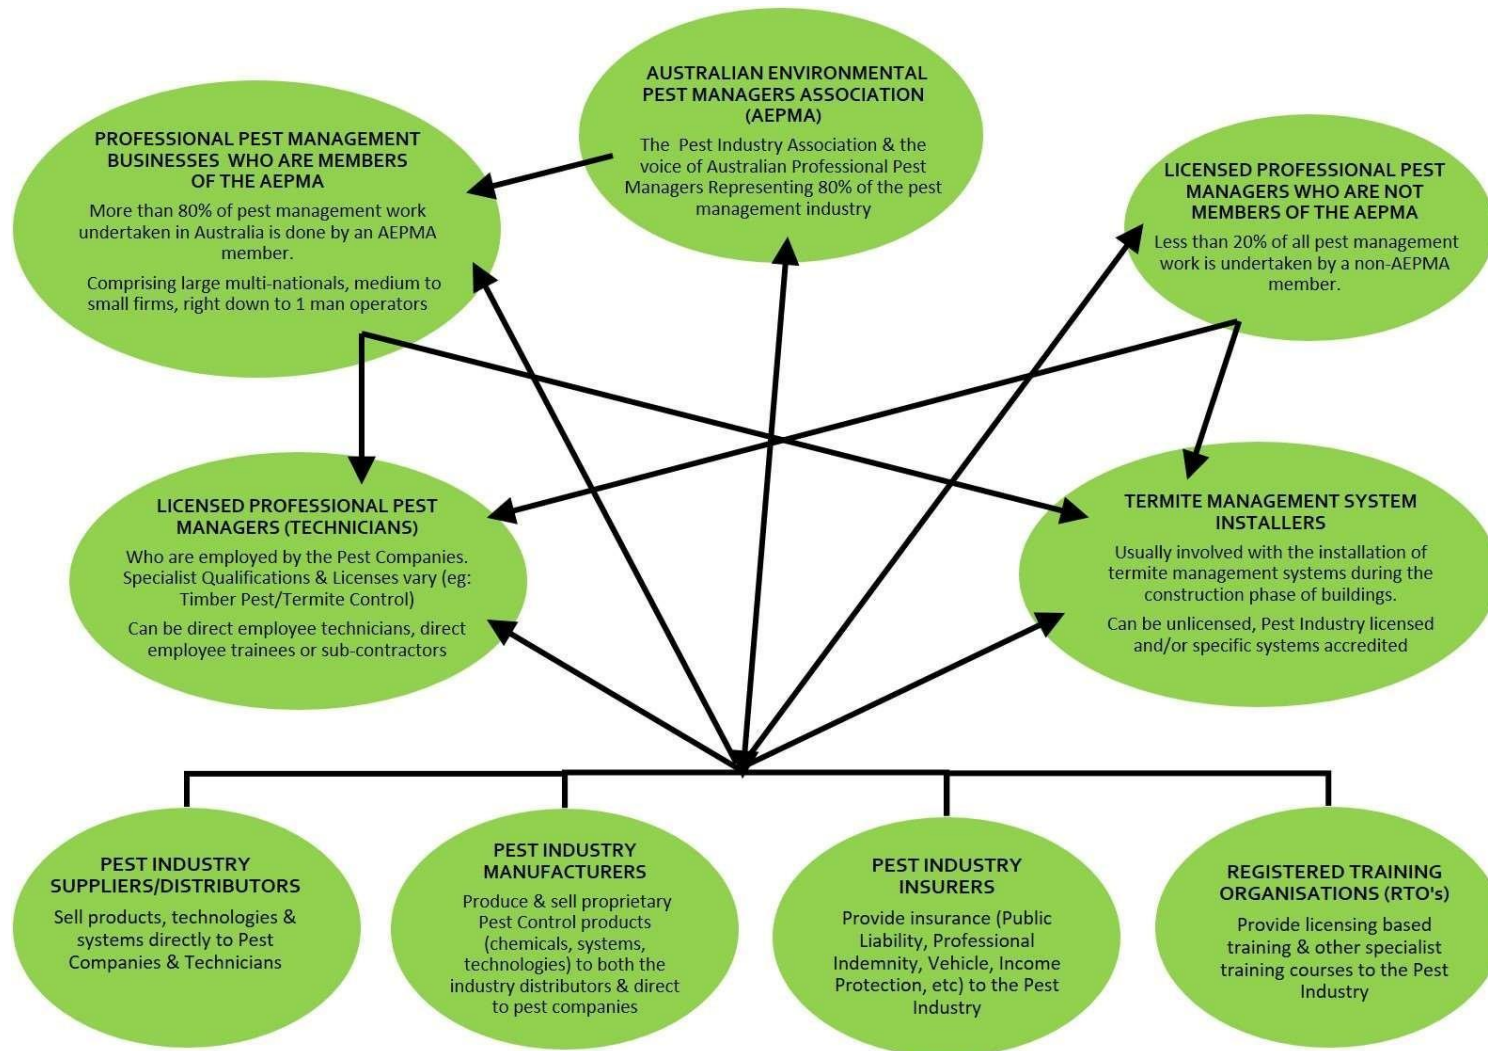 AUSTRALIAN ENVIRONMENTAL
PEST MANAGERS ASSOCIATION
(AEPMA)
The Pest Industry Association & the
voice of Australian Professional Pest
Managers Representing 80% of the pest
management industry
PROFESSIONAL PEST MANAGEMENT
BUSINESSES WHO ARE MEMBERS
OF THE AEPMA
More than 80% of pest management work
undertaken in Australia is done by an AEPMA
member.
Comprising large multi-nationals, medium to
small firms, right down to 1 man operators
LICENSED PROFESSIONAL PEST
MANAGERS WHO ARE NOT
MEMBERS OF THE AEPMA
Less than 20% of all pest management
work is undertaken by a non-AEPMA
member.
LICENSED PROFESSIONAL PEST
MANAGERS (TECHNICIANS)
Who are employed by the Pest Companies.
Specialist Qualifications & Licenses vary (eg:
Timber Pest/Termite Control)
Can be direct employee technicians, direct
employee trainees or sub-contractors
TERMITE MANAGEMENT SYSTEM
INSTALLERS
Usually involved with the installation of
termite management systems during the
construction phase of buildings.
Can be unlicensed, Pest Industry licensed
and/or specific systems accredited
PEST INDUSTRY
SUPPLIERS/DISTRIBUTORS
Sell products, technologies &
systems directly to Pest
Companies & Technicians
PEST INDUSTRY
MANUFACTURERS
Produce & sell proprietary
Pest Control products
(chemicals, systems,
technologies) to both the
industry distributors & direct
to pest companies
PEST INDUSTRY
INSURERS
Provide insurance (Public
Liability, Professional
Indemnity, Vehicle, Income
Protection, etc) to the Pest
Industry
REGISTERED TRAINING
ORGANISATIONS (RTO's)
Provide licensing based
training & other specialist
training courses to the Pest
Industry